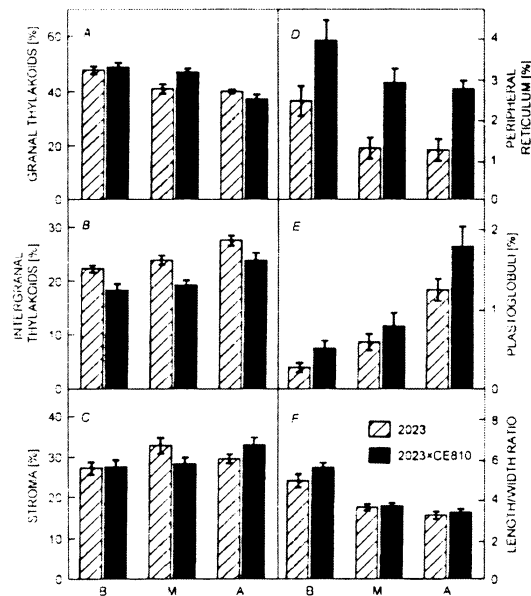 GRANAL THYLAKOIDS [%]
60
40
20
0
A
D
4
3
2
1
0
PERIPHERAL
RETICULUM [%]
INTERGRANAL
THYLAKOIDS [%]
30
20
10
0
B
E
2
1
0
PLASTOGLOBULI [%]
STROMA [%]
40
30
20
10
0
C
F
2023
2023×CE810
8
6
4
2
0
LENGTH/WIDTH RATIO
B M A B M A